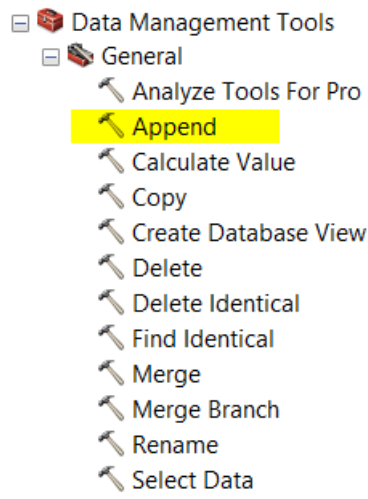 Data Management Tools
General
Analyze Tools For Pro
Append
Calculate Value
Copy
Create Database View
Delete
Delete Identical
Find Identical
Merge
Merge Branch
Rename
Select Data